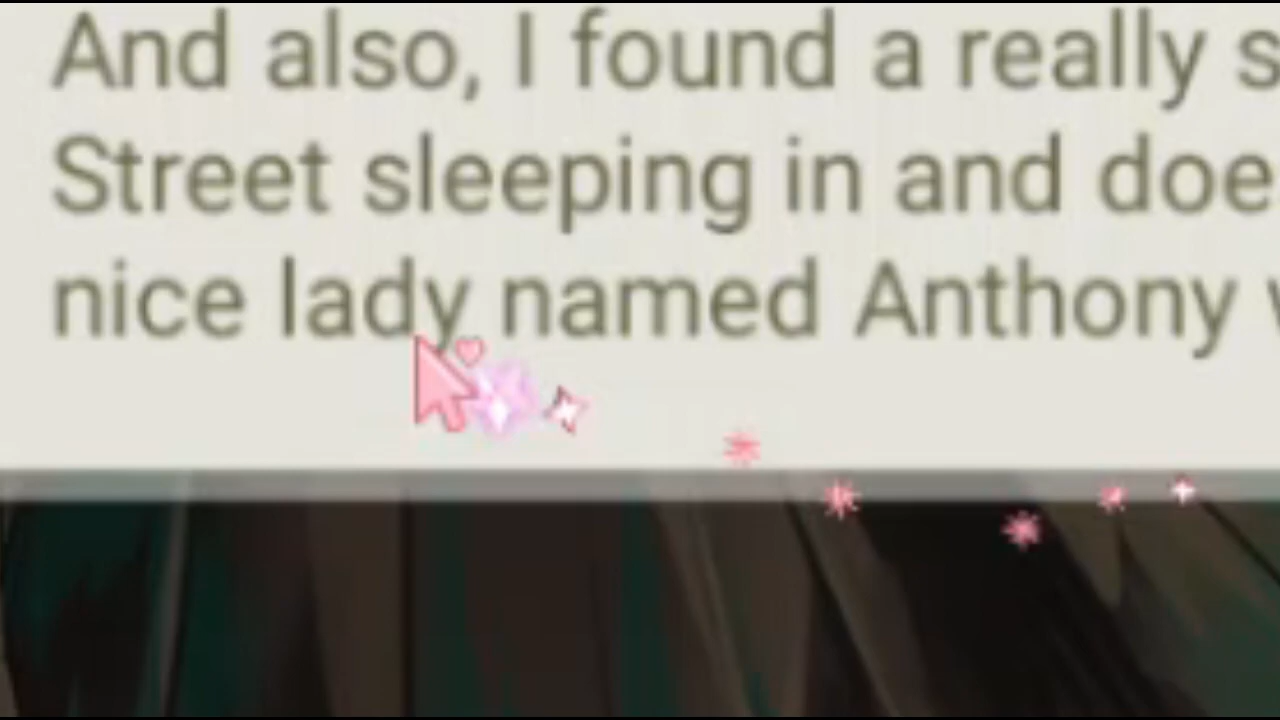 And also, I found a really s
Street sleeping in and doe
nice lady named Anthony